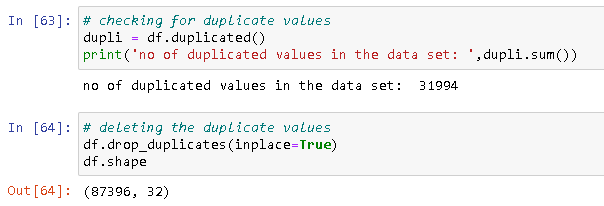 In [63]: # checking for duplicate values
dupli = df.duplicated()
print('no of duplicated values in the data set: ',dupli.sum())
no of duplicated values in the data set:  31994
In [64]: # deleting the duplicate values
df.drop_duplicates(inplace=True)
df.shape
Out[64]: (87396, 32)